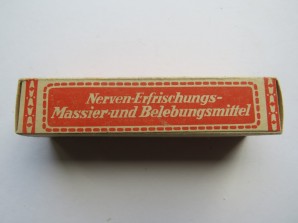 Nerven-Erfrischungs-
Massier-und Belebungsmittel